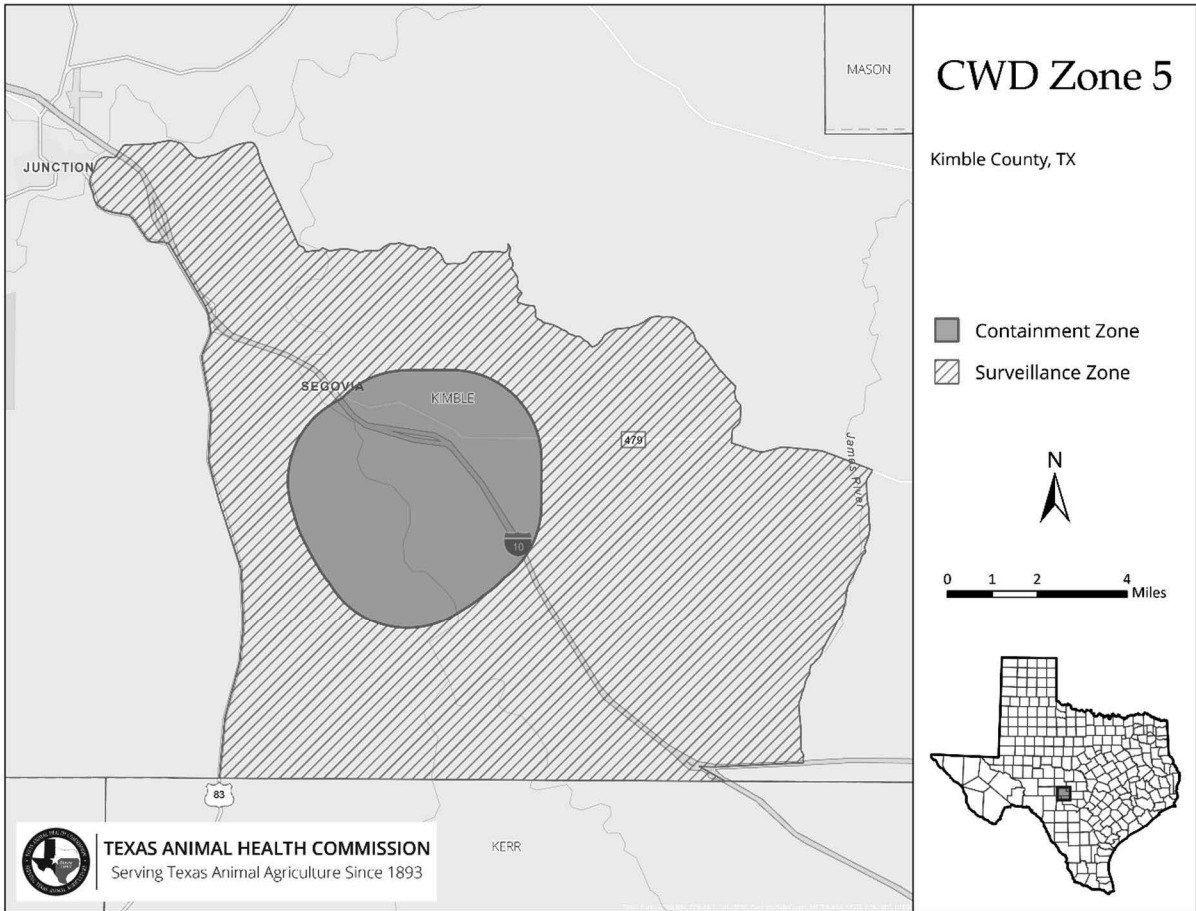 MASON
CWD Zone 5
Kimble County, TX
JUNCTION
Containment Zone
Surveillance Zone
SEGOVIA
KIMBLE
479
James River
N
10
0 1 2 4
Miles
83
TEXAS ANIMAL HEALTH COMMISSION
Serving Texas Animal Agriculture Since 1893
KERR